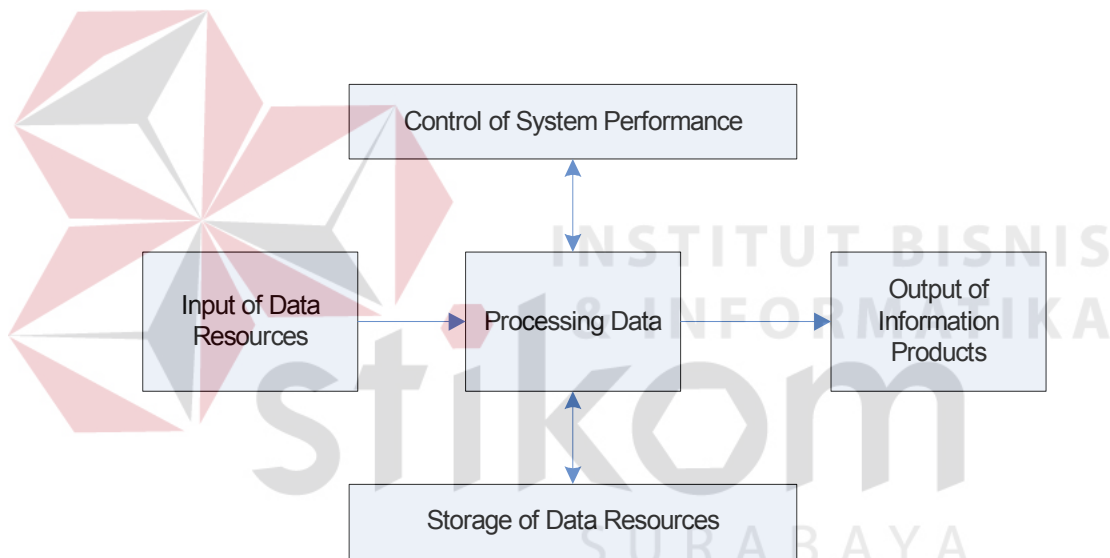 Control of System Performance
INSTITUT BISNIS
& INFORMATIKA
Input of Data
Resources
Processing Data
Output of
Information
Products
stikom
Storage of Data Resources
SURABAYA